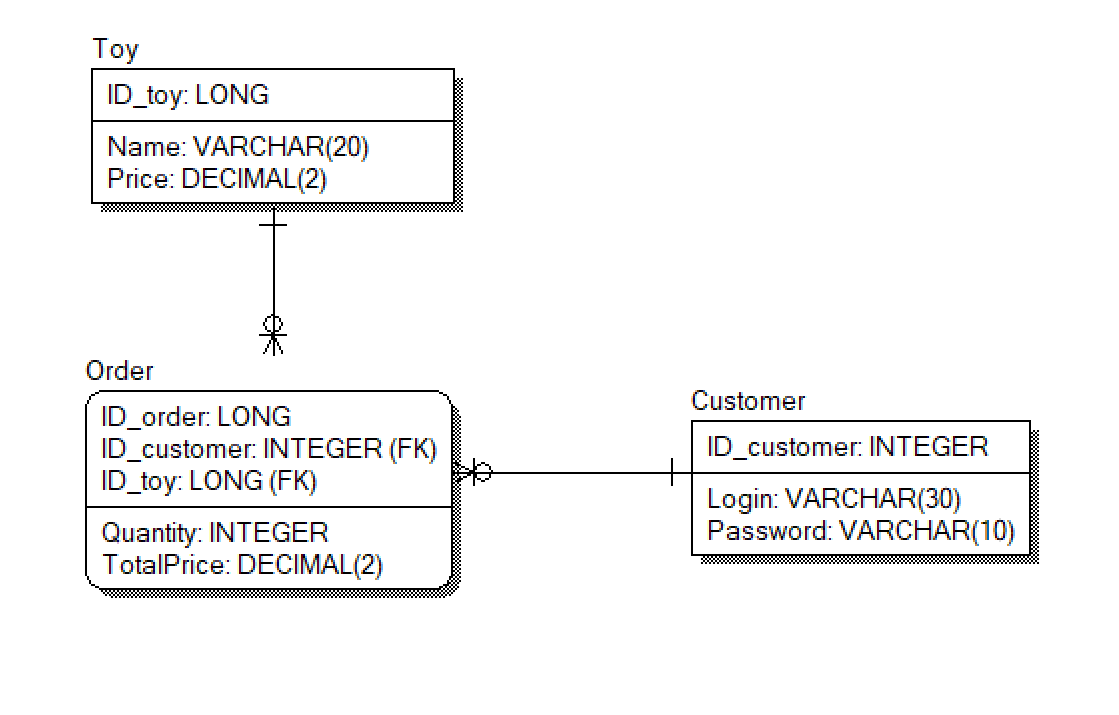 Toy
ID_toy: LONG
Name: VARCHAR(20)
Price: DECIMAL(2)
Order
ID_order: LONG
ID_customer: INTEGER (FK)
ID_toy: LONG (FK)
Quantity: INTEGER
TotalPrice: DECIMAL(2)
Customer
ID_customer: INTEGER
Login: VARCHAR(30)
Password: VARCHAR(10)